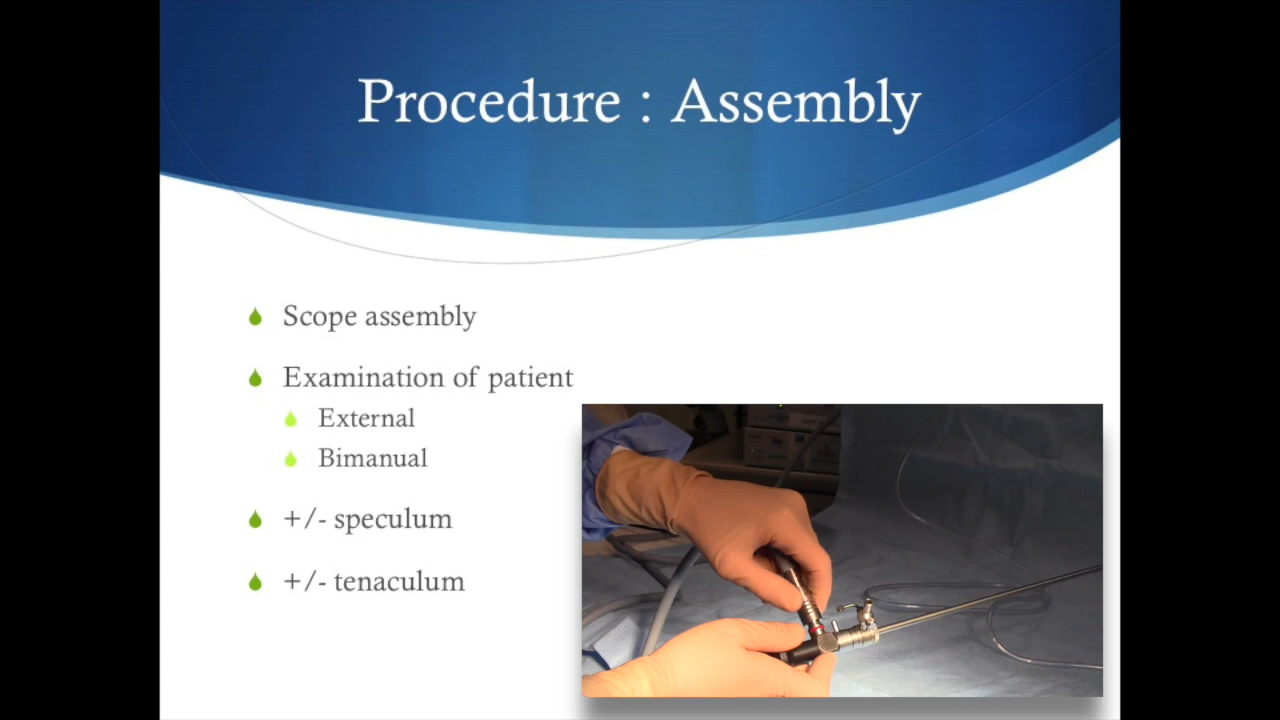 Procedure : Assembly
Scope assembly
Examination of patient
External
Bimanual
+/- speculum
+/- tenaculum